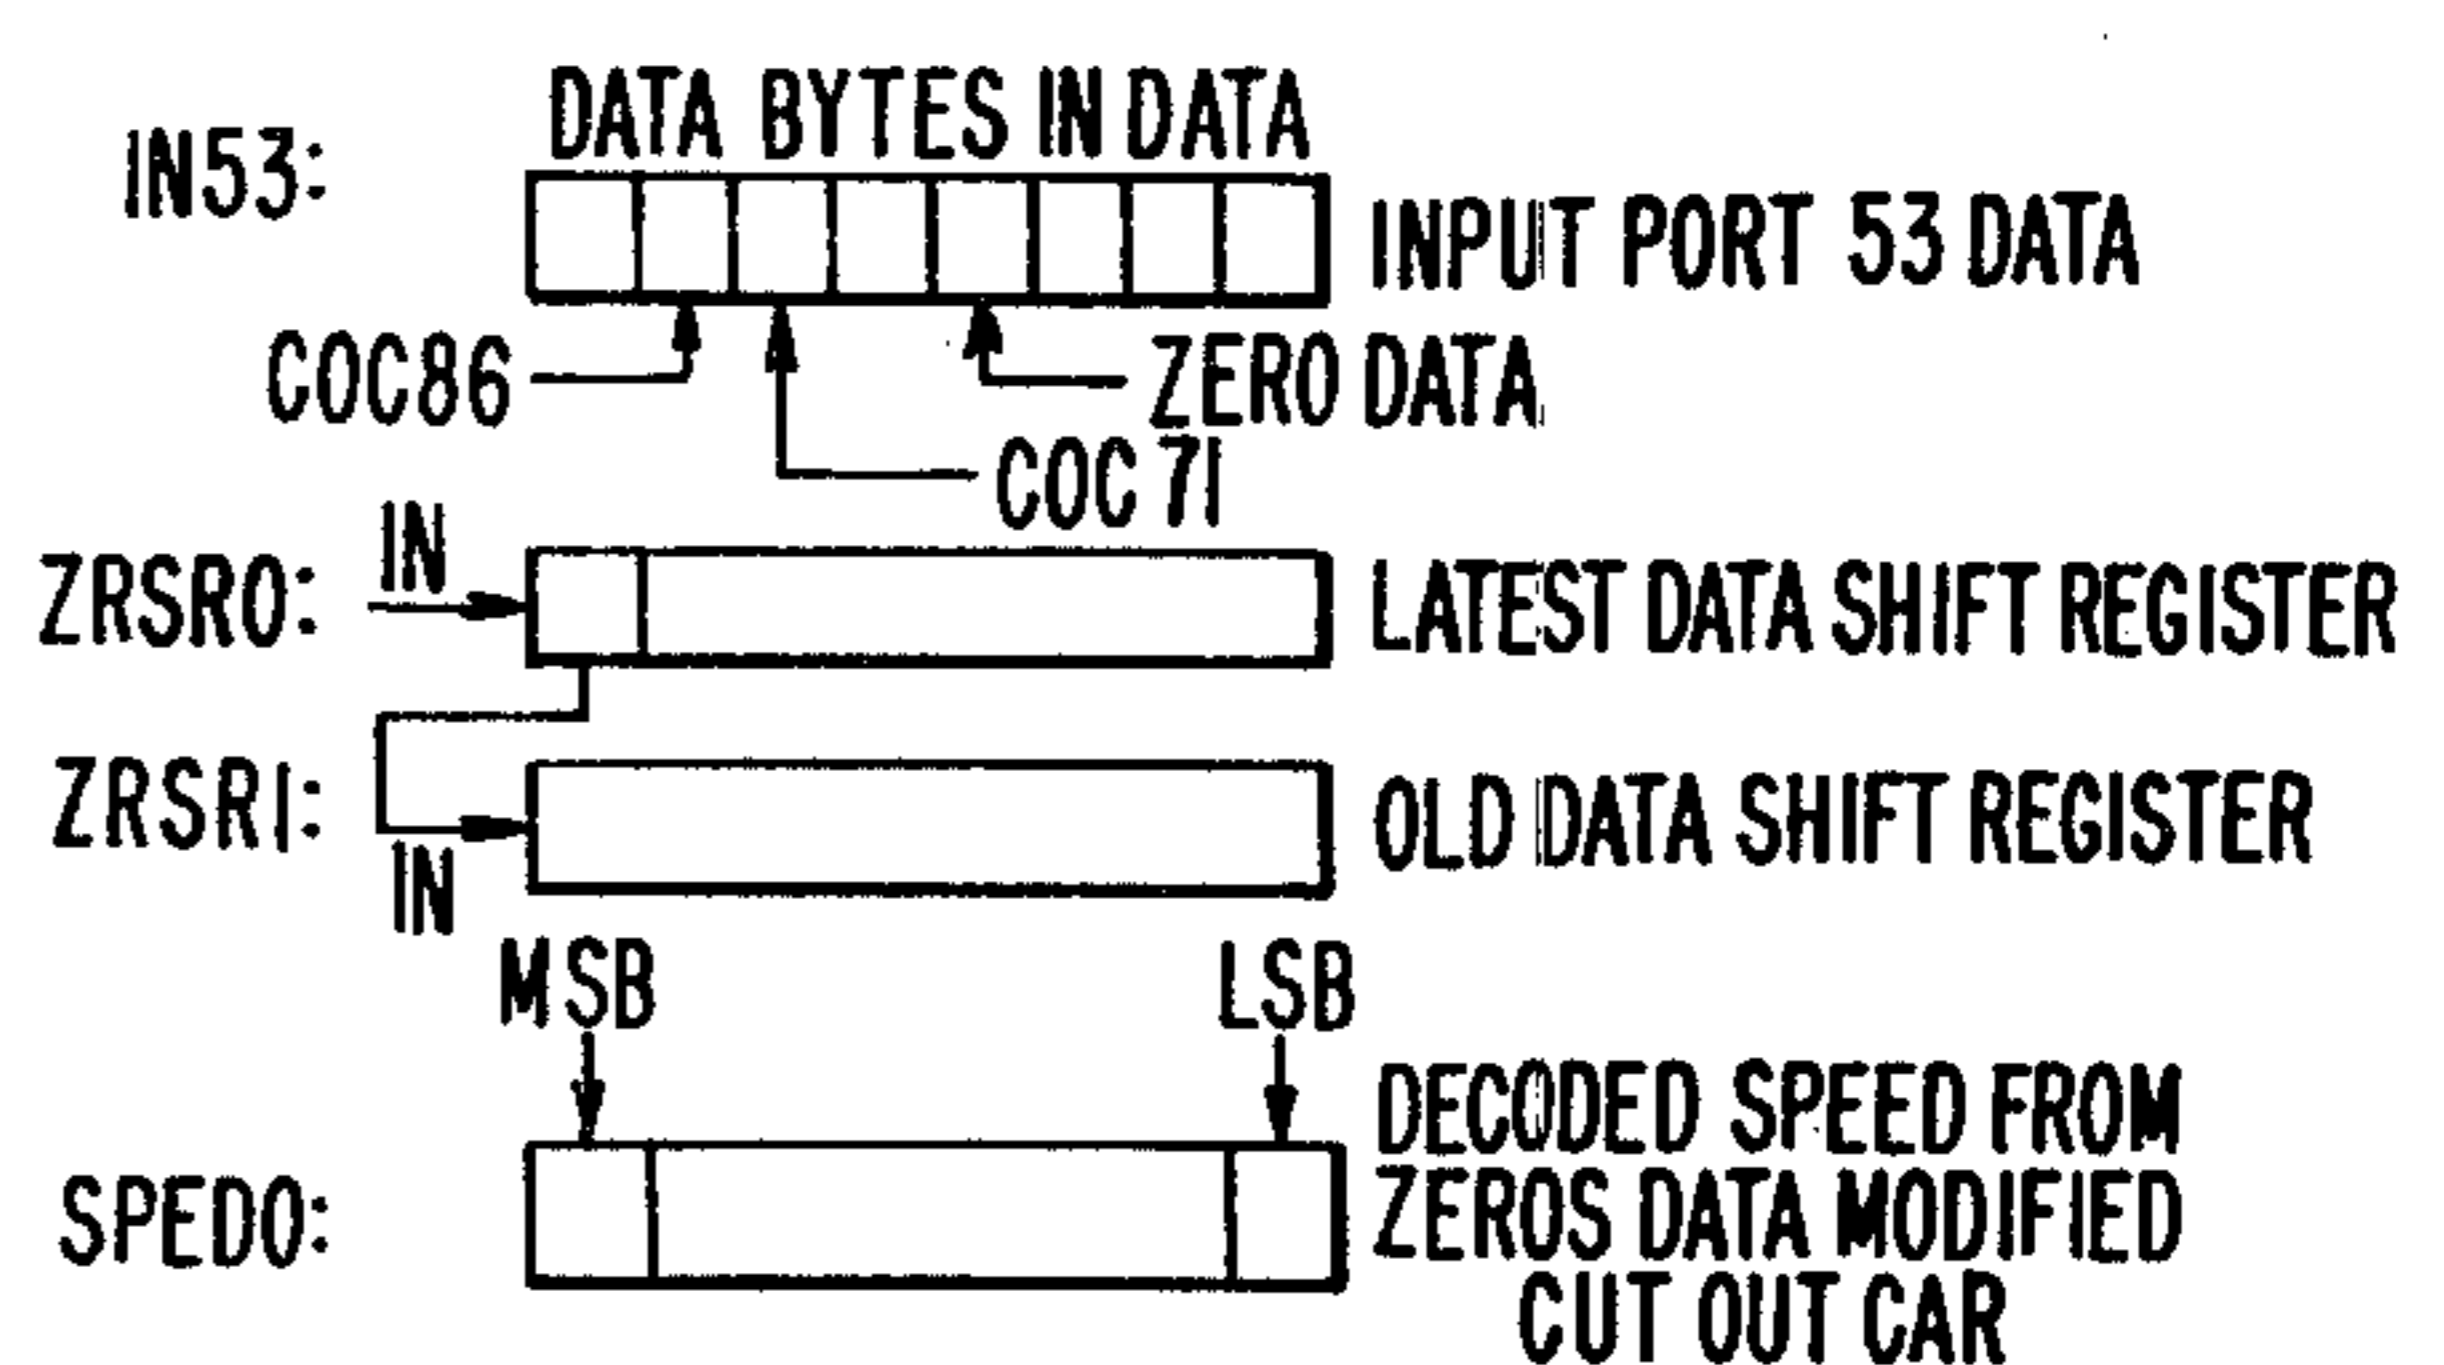 DATA BYTES IN DATA
IN53:
INPUT PORT 53 DATA
COC86
ZERO DATA
COC 71
IN
ZRSR0:
LATEST DATA SHIFT REGISTER
ZRSR1:
OLD DATA SHIFT REGISTER
IN
MSB
LSB
SPED0:
DECODED SPEED FROM
ZEROS DATA MODIFIED
CUT OUT CAR